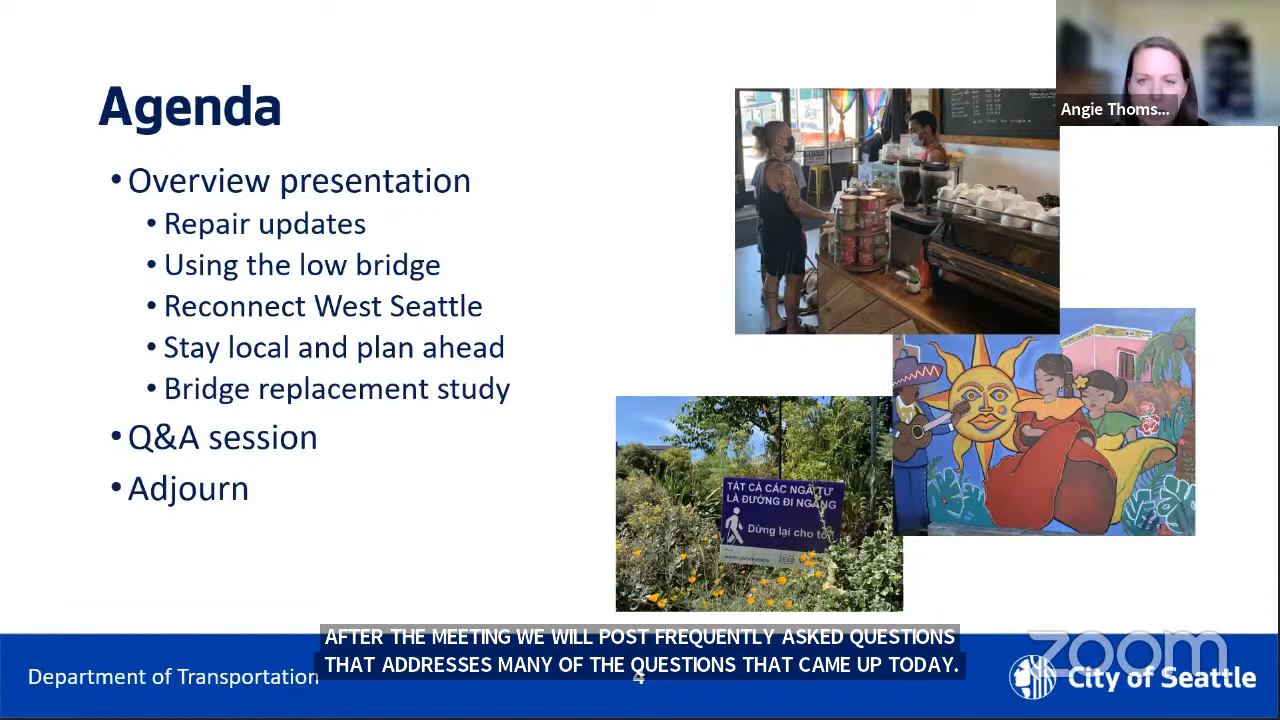 Agenda
• Overview presentation
• Repair updates
• Using the low bridge
• Reconnect West Seattle
• Stay local and plan ahead
• Bridge replacement study
• Q&A session
• Adjourn
Angie Thoms...
TẤT CẢ CÁC NGÃ TƯ
LÀ ĐƯỜNG ĐI NGANG
Dừng lại cho tôi
AFTER THE MEETING WE WILL POST FREQUENTLY ASKED QUESTIONS
THAT ADDRESSES MANY OF THE QUESTIONS THAT CAME UP TODAY.
Department of Transportation
4
zoom
City of Seattle